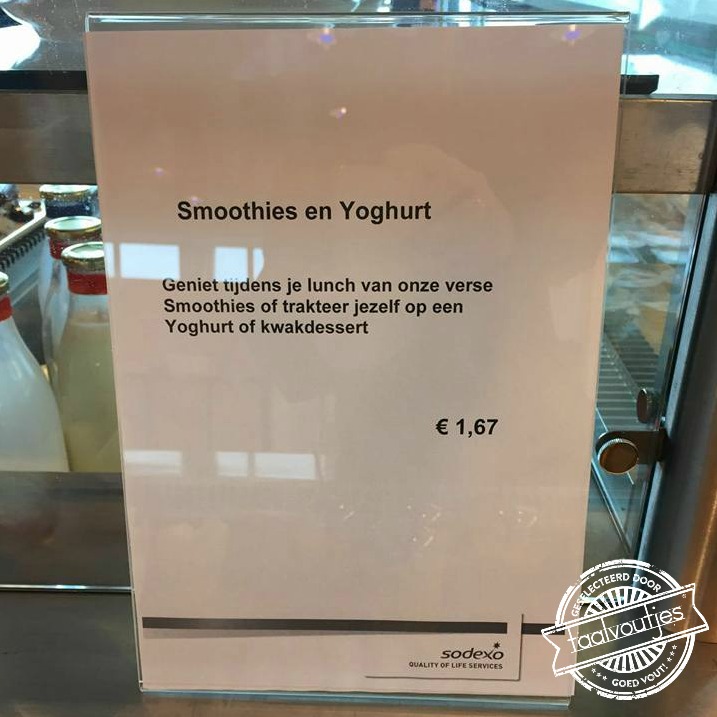 Smoothies en Yoghurt
Geniet tijdens je lunch van onze verse
Smoothies of trakteer jezelf op een
Yoghurt of kwakdessert
€ 1,67
sodexo
QUALITY OF LIFE SERVICES
GESELECTEERD DOOR
taalvoutjes
GOED VOUT!